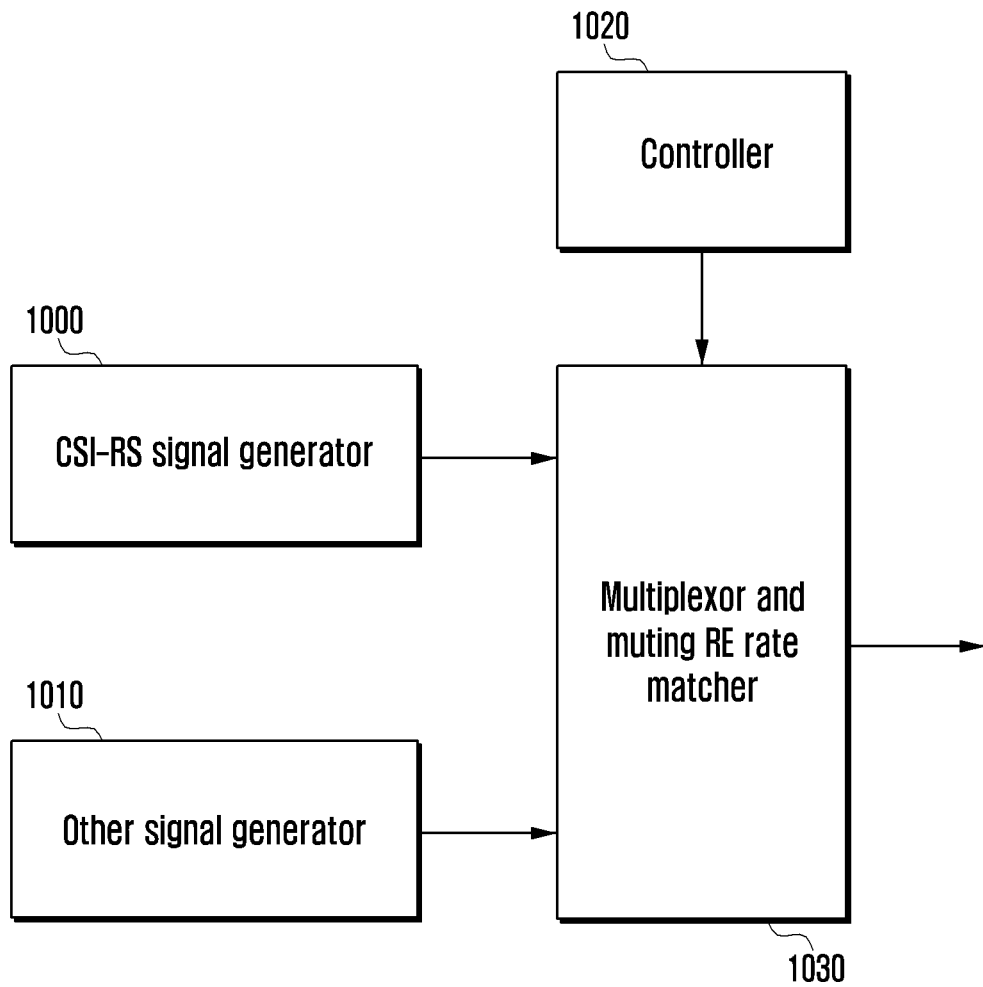 1020
Controller
1000
CSI-RS signal generator
Multiplexor and
muting RE rate
matcher
1010
Other signal generator
1030